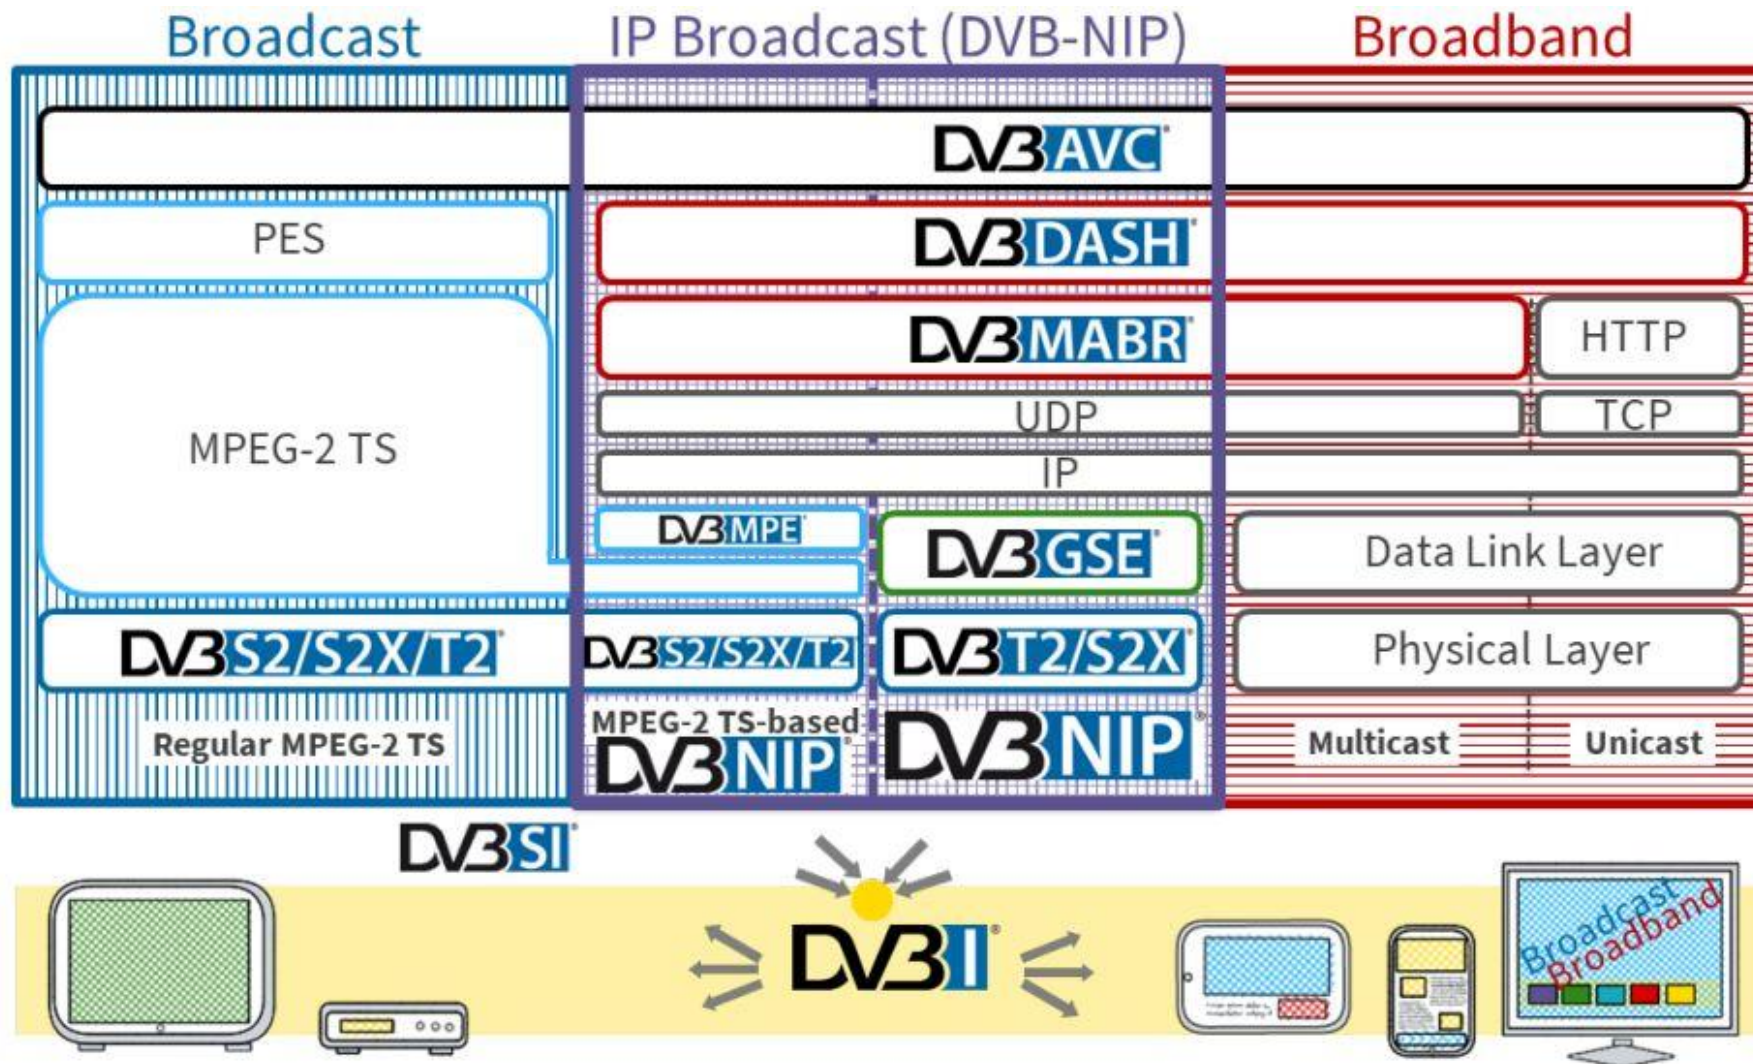 Broadcast
IP Broadcast (DVB-NIP)
Broadband
DVB AVC
PES
DVB DASH
DVB MABR
HTTP
UDP
TCP
MPEG-2 TS
IP
DVB MPE
DVB GSE
Data Link Layer
DVB S2/S2X/T2
DVB S2/S2X/T2
DVB T2/S2X
Physical Layer
Regular MPEG-2 TS
MPEG-2 TS-based
DVB NIP
DVB NIP
Multicast
Unicast
DVB SI
DVB I
Broadcast
Broadband